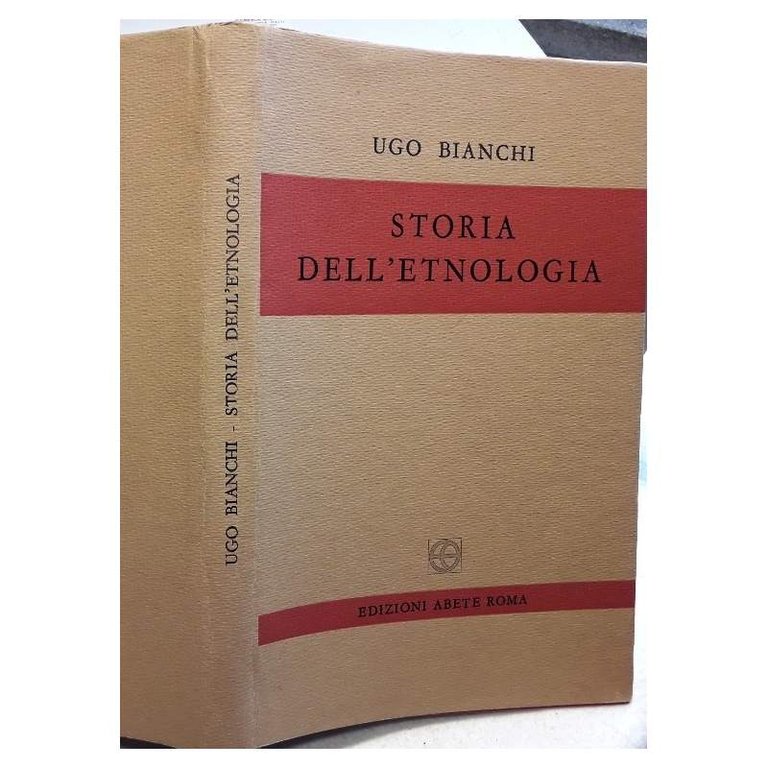 UGO BIANCHI
STORIA
DELL'ETNOLOGIA
EDIZIONI ABETE ROMA
UGO BIANCHI - STORIA DELL'ETNOLOGIA